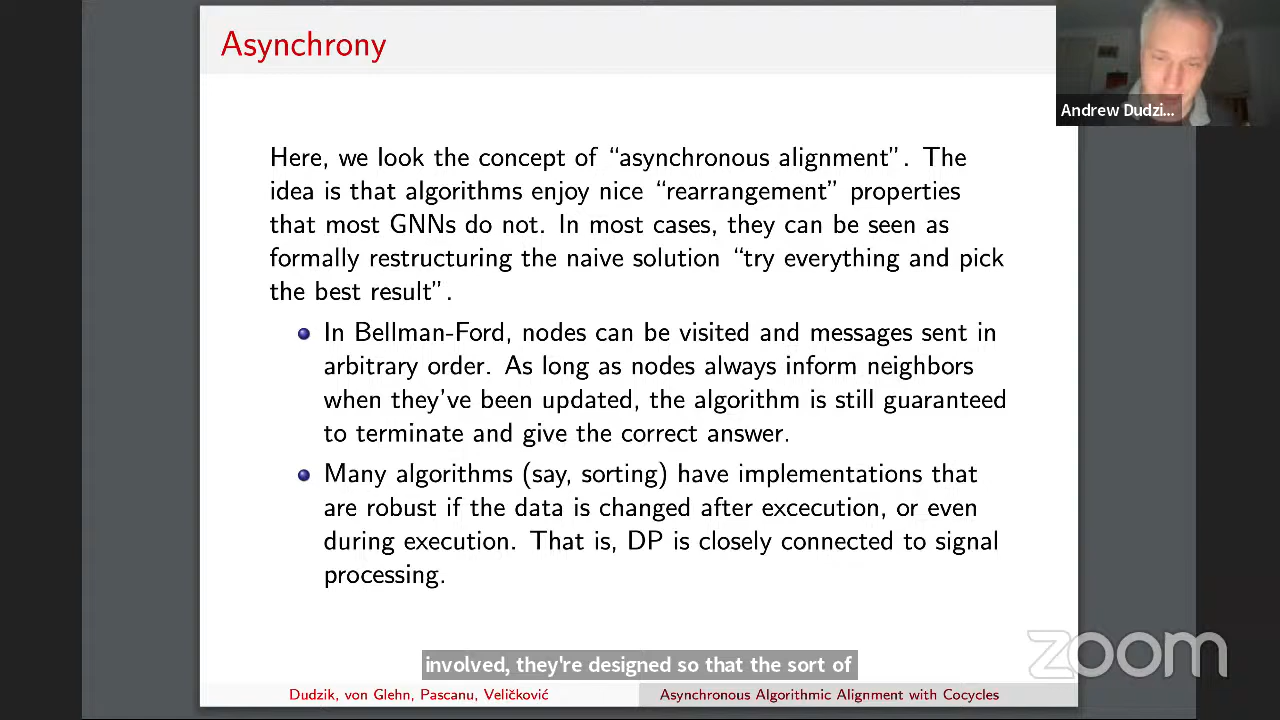 Asynchrony
Andrew Dudzi...
Here, we look the concept of “asynchronous alignment”. The
idea is that algorithms enjoy nice “rearrangement” properties
that most GNNs do not. In most cases, they can be seen as
formally restructuring the naive solution “try everything and pick
the best result”.
In Bellman-Ford, nodes can be visited and messages sent in
arbitrary order. As long as nodes always inform neighbors
when they've been updated, the algorithm is still guaranteed
to terminate and give the correct answer.
Many algorithms (say, sorting) have implementations that
are robust if the data is changed after excecution, or even
during execution. That is, DP is closely connected to signal
processing.
involved, they're designed so that the sort of
zoom
Dudzik, von Glehn, Pascanu, Veličković
Asynchronous Algorithmic Alignment with Cocycles